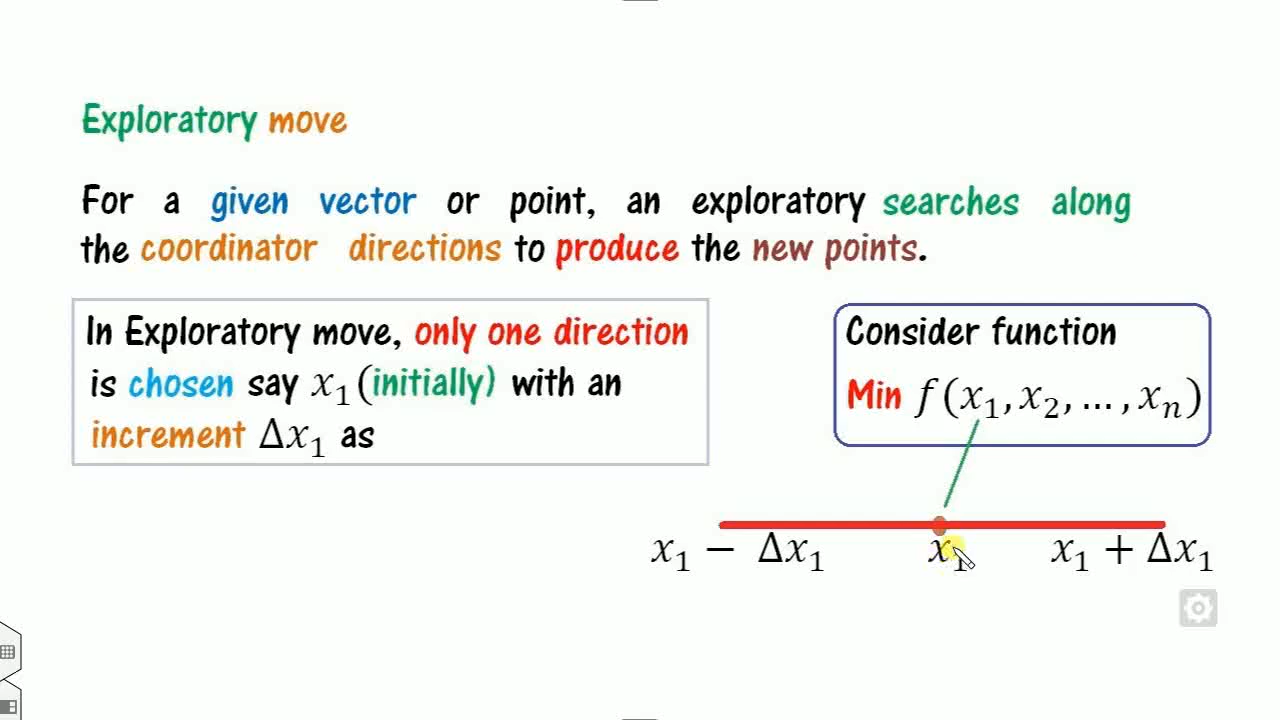 Exploratory move
For a given vector or point, an exploratory searches along
the coordinator directions to produce the new points.
In Exploratory move, only one direction
is chosen say x₁ (initially) with an
increment Δx₁ as
Consider function
Min f(x₁, x₂, …, xₙ)
x₁ − Δx₁ x₁ x₁ + Δx₁